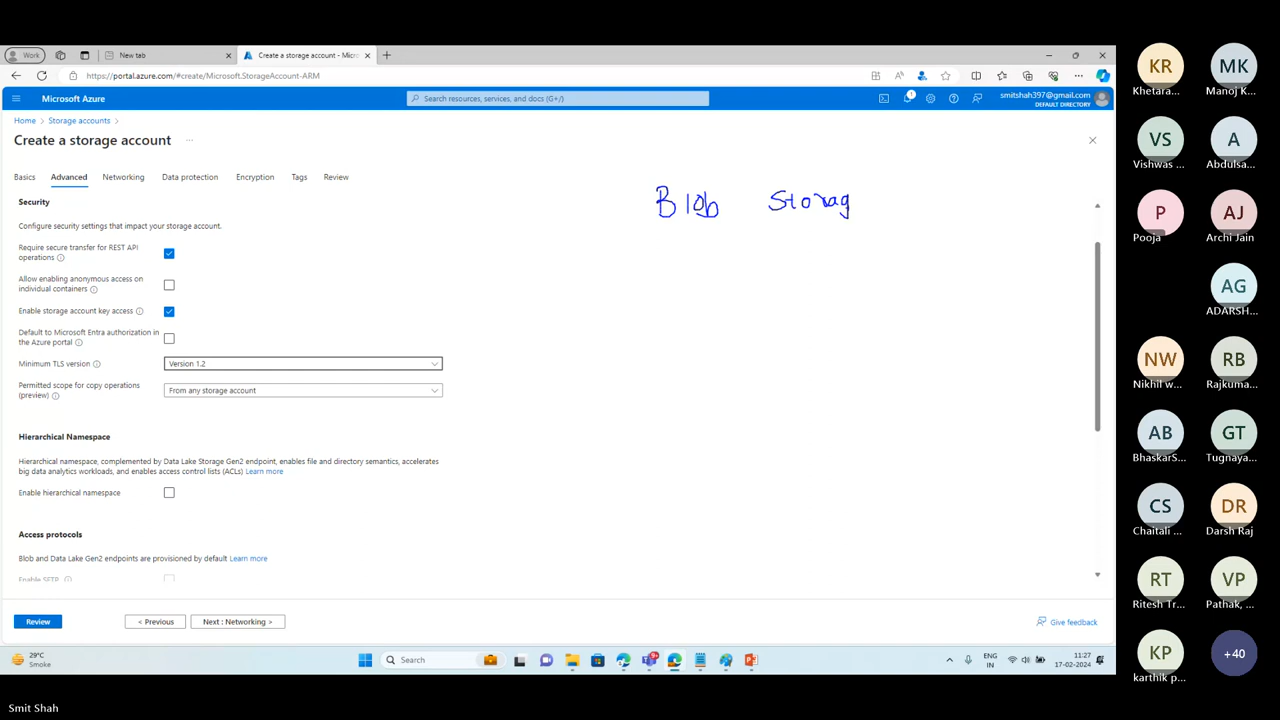 Work
New tab
Create a storage account - Micro
https://portal.azure.com/#create/Microsoft.StorageAccount-ARM
Microsoft Azure
Search resources, services, and docs (G+/)
1
smitshah397@gmail.com
DEFAULT DIRECTORY
Home > Storage accounts >
Create a storage account ...
Basics Advanced Networking Data protection Encryption Tags Review
Blob Storag
Security
Configure security settings that impact your storage account.
Require secure transfer for REST API
operations
Allow enabling anonymous access on
individual containers
Enable storage account key access
Default to Microsoft Entra authorization in
the Azure portal
Minimum TLS version
Version 1.2
Permitted scope for copy operations
(preview)
From any storage account
Hierarchical Namespace
Hierarchical namespace, complemented by Data Lake Storage Gen2 endpoint, enables file and directory semantics, accelerates
big data analytics workloads, and enables access control lists (ACLs) Learn more
Enable hierarchical namespace
Access protocols
Blob and Data Lake Gen2 endpoints are provisioned by default Learn more
Enable SFTP
Review
< Previous
Next : Networking >
Give feedback
29°C
Smoke
Search
ENG
IN
11:27
17-02-2024
KR
Khetara...
MK
Manoj K...
VS
Vishwas ...
A
Abdulsa...
P
Pooja
AJ
Archi Jain
AG
ADARSH...
NW
Nikhil w...
RB
Rajkuma...
AB
BhaskarS...
GT
Tugnaya...
CS
Chaitali ...
DR
Darsh Raj
RT
Ritesh Tr...
VP
Pathak, ...
KP
karthik p...
+40
Smit Shah